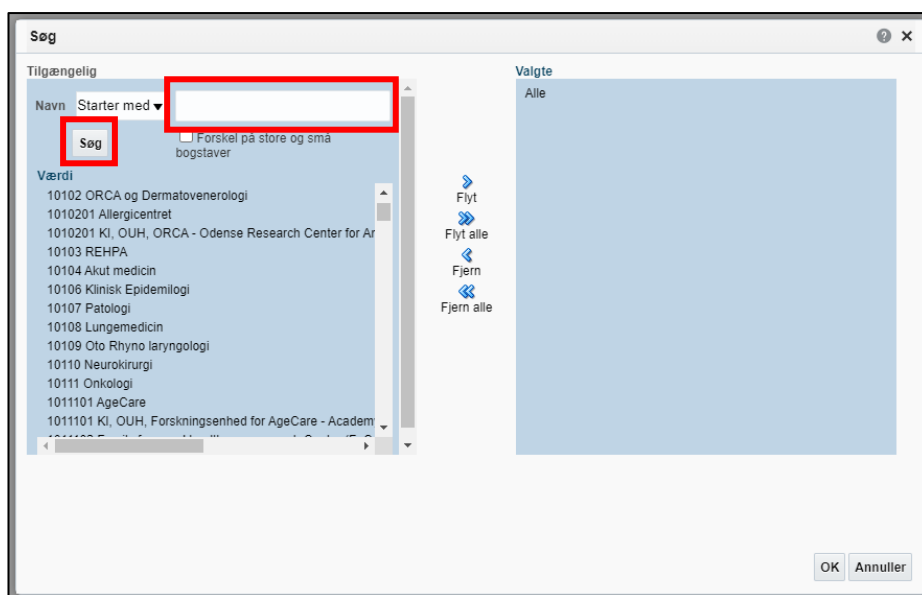 Søg
Tilgængelig
Navn Starter med
Søg
Forskel på store og små
bogstaver
Værdi
10102 ORCA og Dermatovenerologi
1010201 Allergicentret
1010201 KI, OUH, ORCA - Odense Research Center for Ar
10103 REHPA
10104 Akut medicin
10106 Klinisk Epidemilogi
10107 Patologi
10108 Lungemedicin
10109 Oto Rhyno laryngologi
10110 Neurokirurgi
10111 Onkologi
1011101 AgeCare
1011101 KI, OUH, Forskningsenhed for AgeCare - Academ
Flyt
Flyt alle
Fjern
Fjern alle
Valgte
Alle
OK Annuller